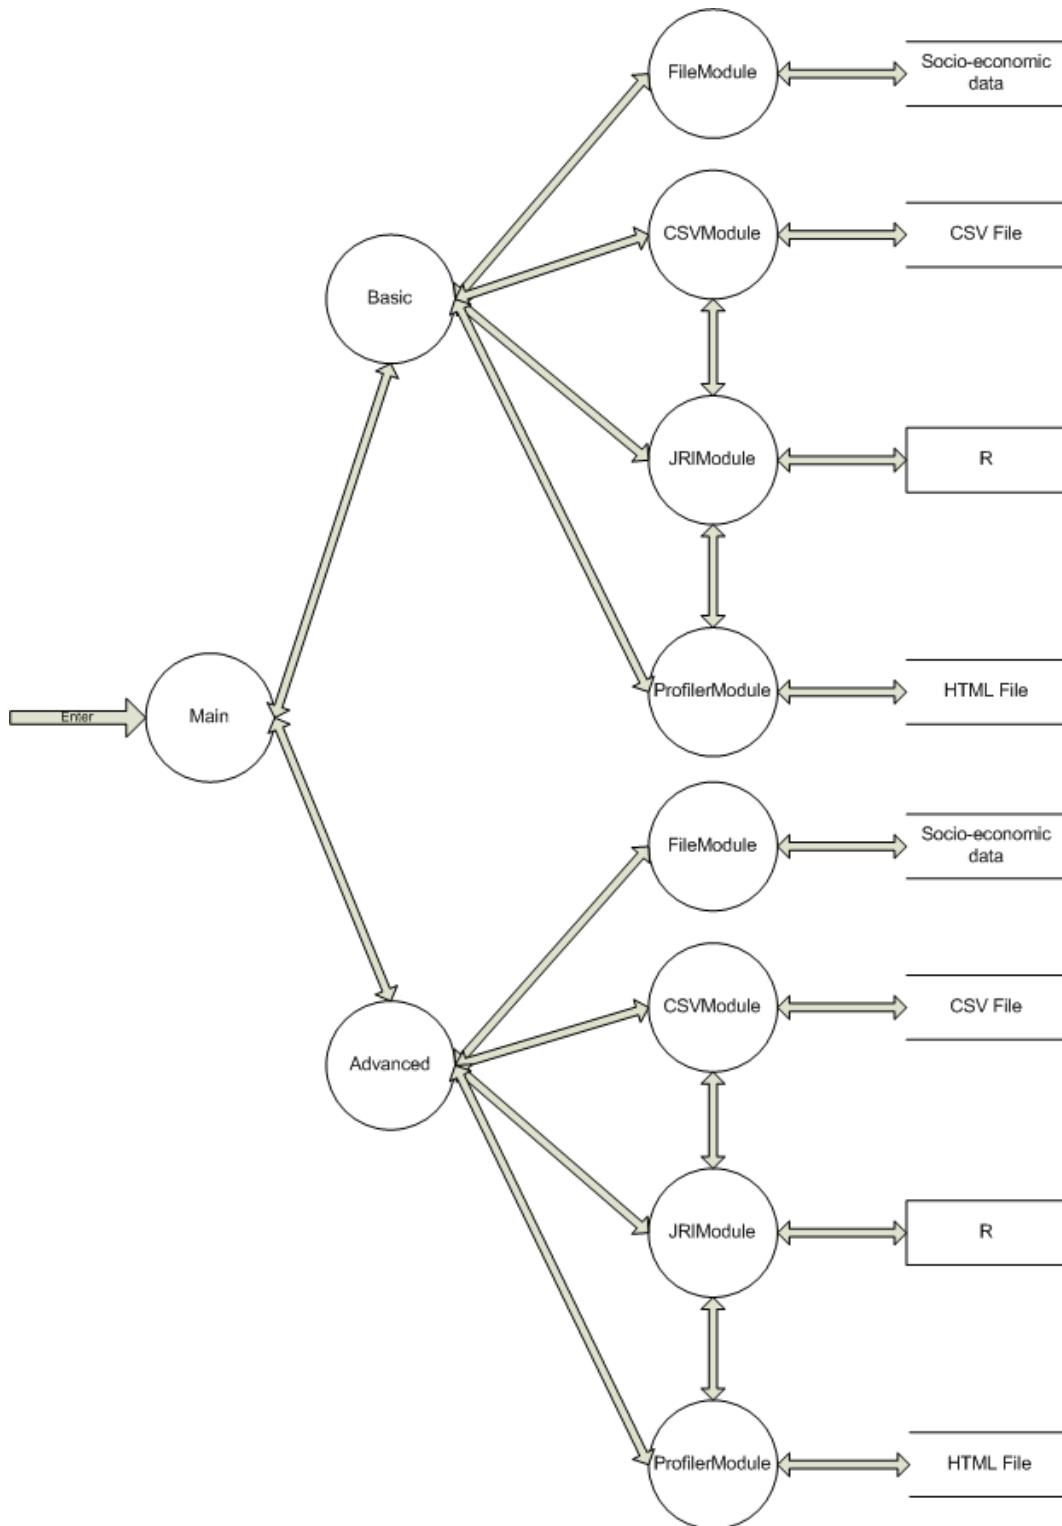 FileModule
Socio-economic
data
CSVModule
CSV File
Basic
JRIModule
R
ProfilerModule
HTML File
Enter
Main
FileModule
Socio-economic
data
CSVModule
CSV File
Advanced
JRIModule
R
ProfilerModule
HTML File